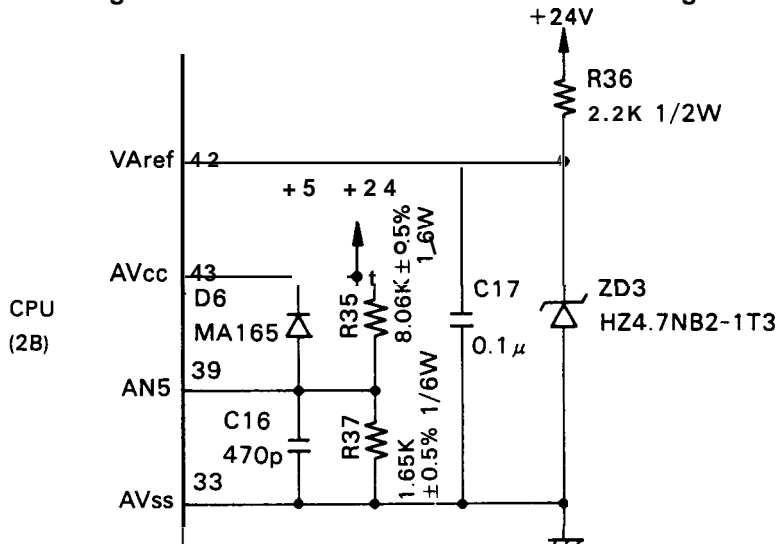 +24V
R36
2.2K 1/2W
VAref 42
+5 +24
AVcc 43
D6
MA165
R35
8.06K ±0.5%
1/6W
C17
0.1μ
ZD3
HZ4.7NB2-1T3
CPU
(2B)
AN5
39
C16
470p
R37
1.65K
±0.5% 1/6W
AVss
33